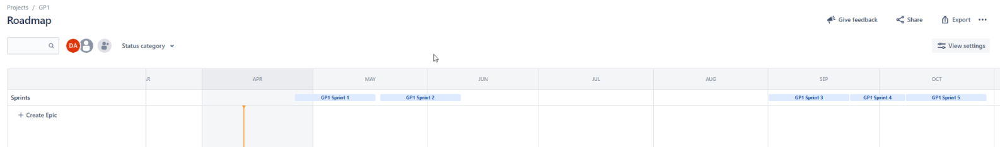 Projects / GP1
Roadmap
Give feedback
Share
Export
DA
Status category
View settings
AR APR MAY JUN JUL AUG SEP OCT
Sprints GP1 Sprint 1 GP1 Sprint 2 GP1 Sprint 3 GP1 Sprint 4 GP1 Sprint 5
+ Create Epic